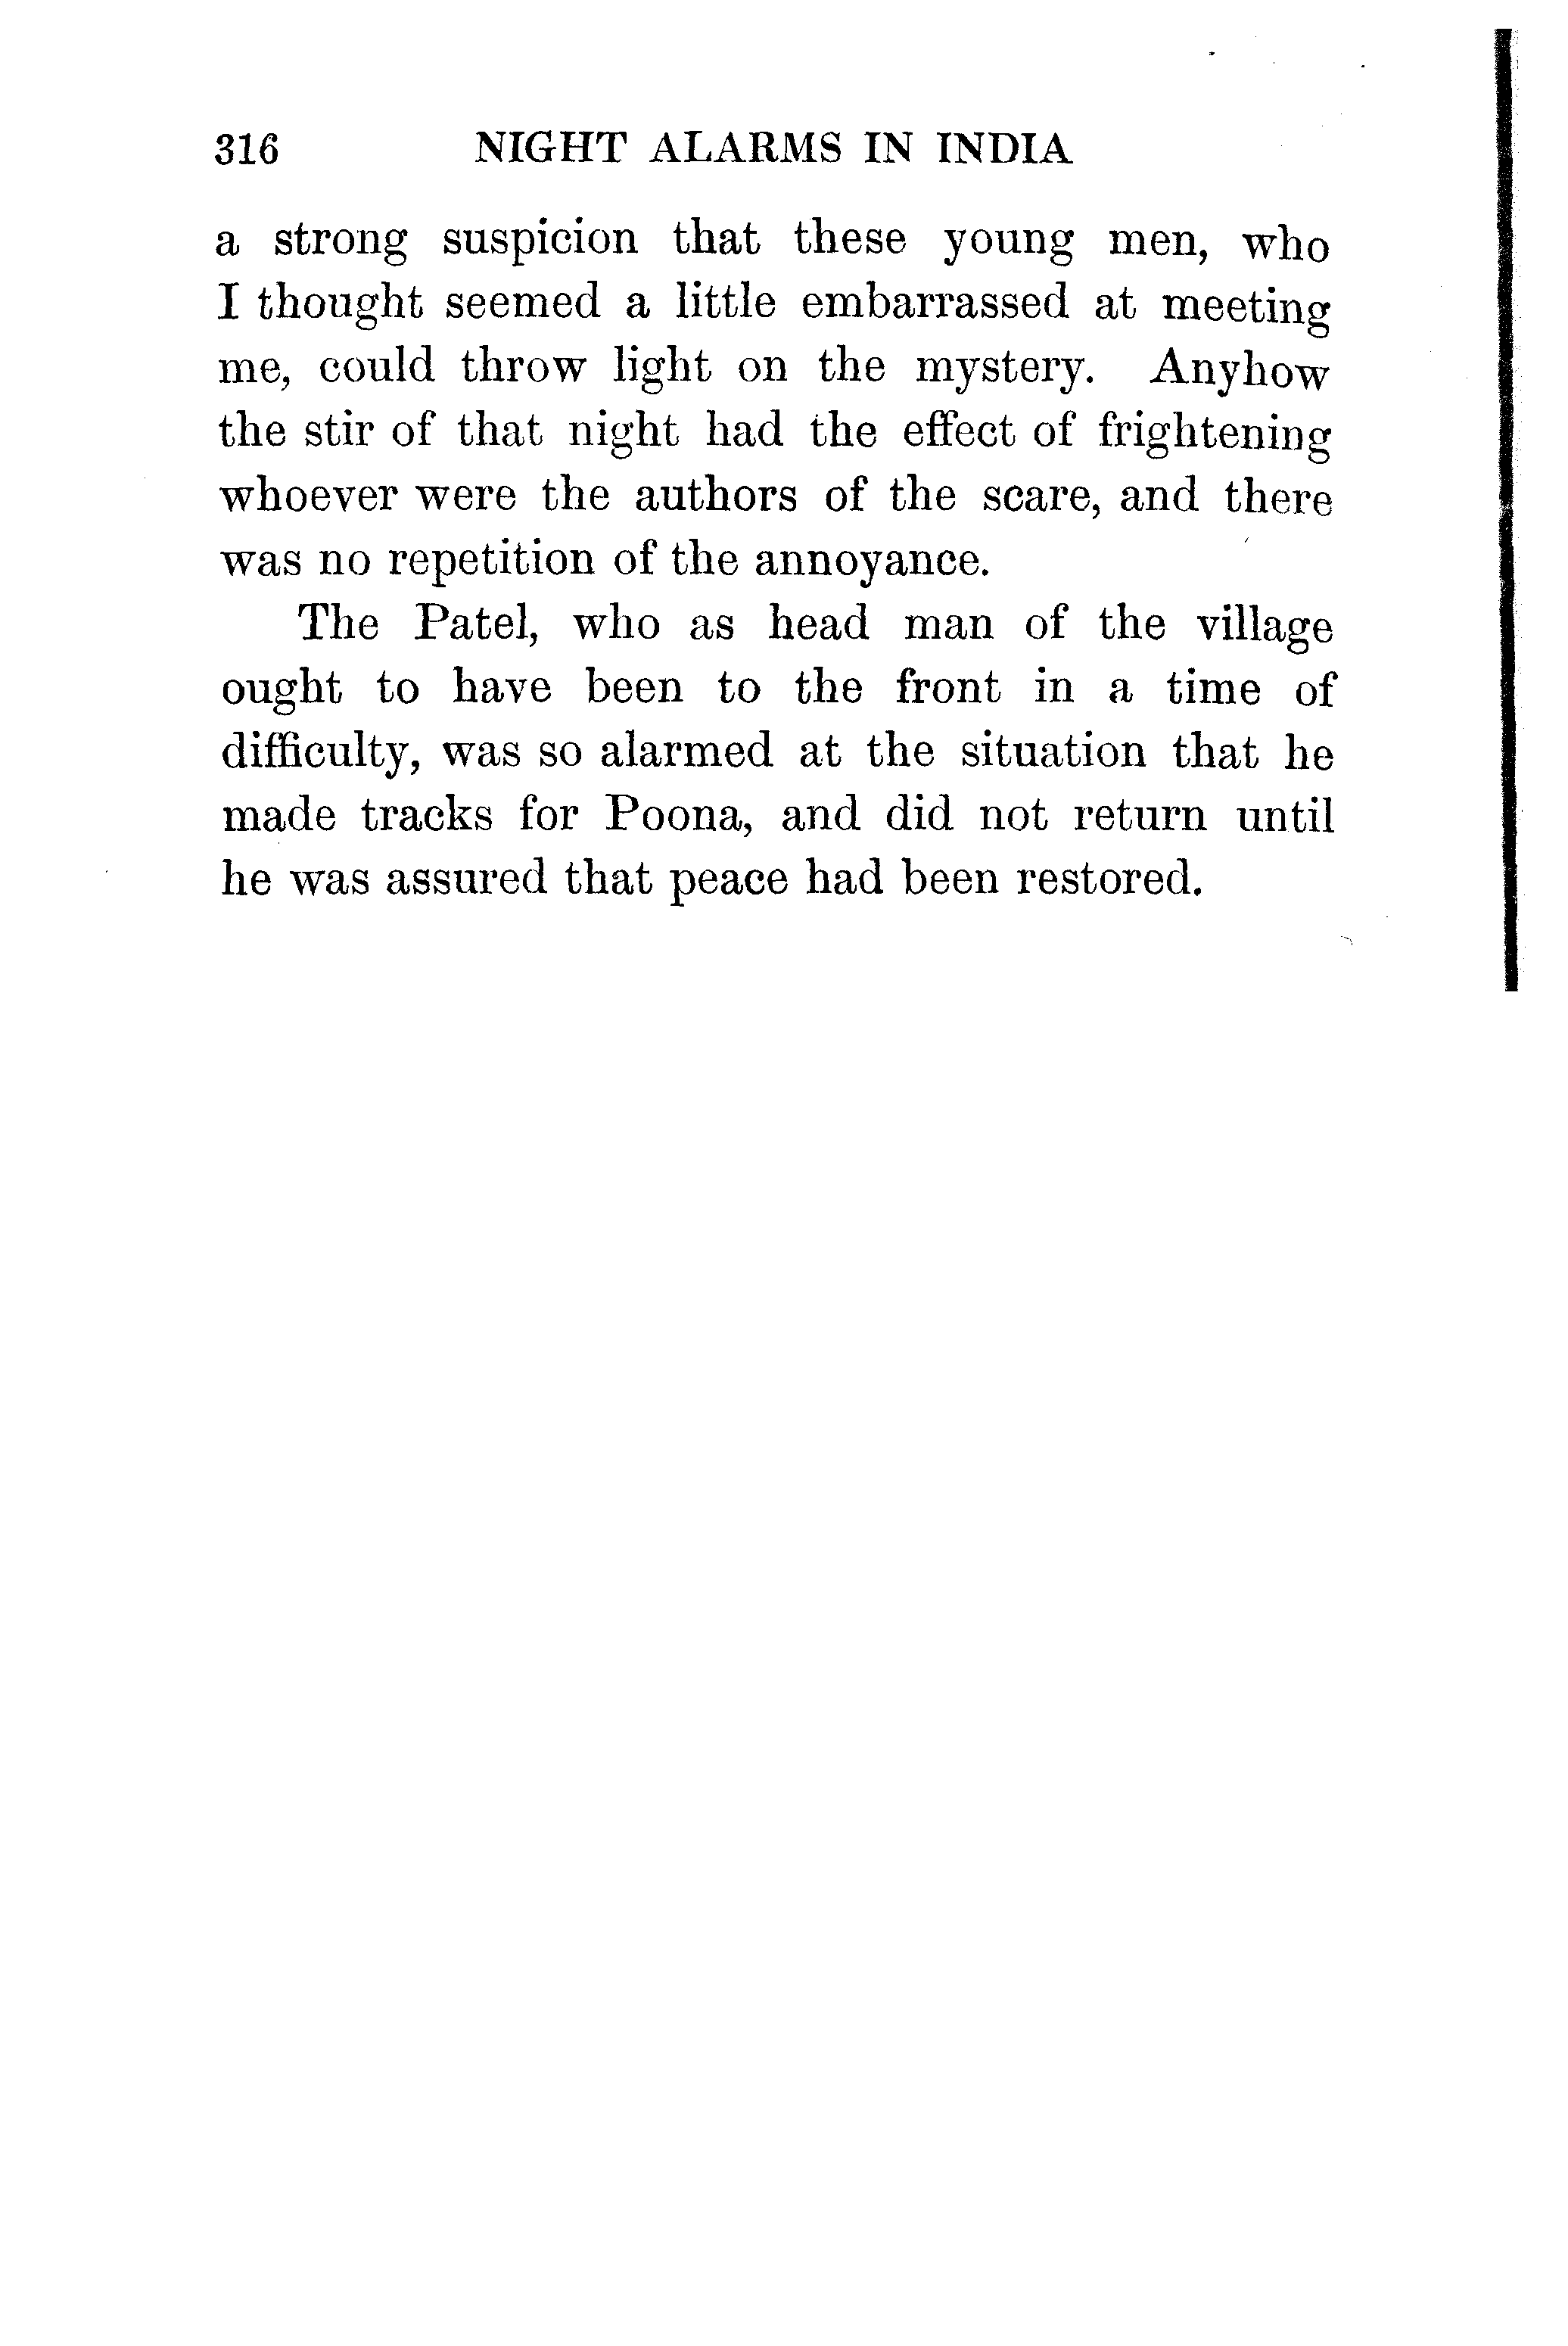 316 NIGHT ALARMS IN INDIA
a strong suspicion that these young men, who
I thought seemed a little embarrassed at meeting
me, could throw light on the mystery. Anyhow
the stir of that night had the effect of frightening
whoever were the authors of the scare, and there
was no repetition of the annoyance.
The Patel, who as head man of the village
ought to have been to the front in a time of
difficulty, was so alarmed at the situation that he
made tracks for Poona, and did not return until
he was assured that peace had been restored.